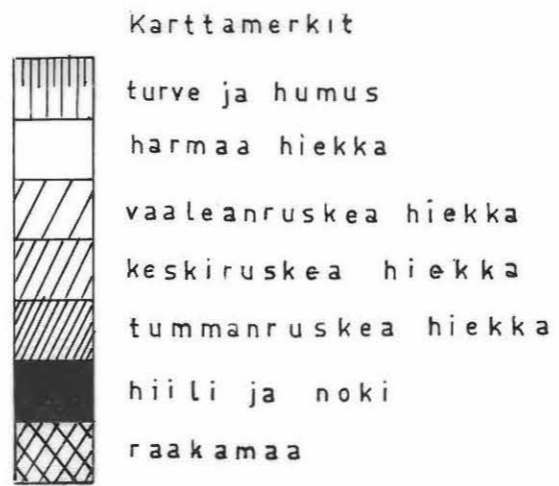 Karttamerkit
turve ja humus
harmaa hiekka
vaaleanruskea hiekka
keskiruskea hiekka
tummanruskea hiekka
hiili ja noki
raakamaa